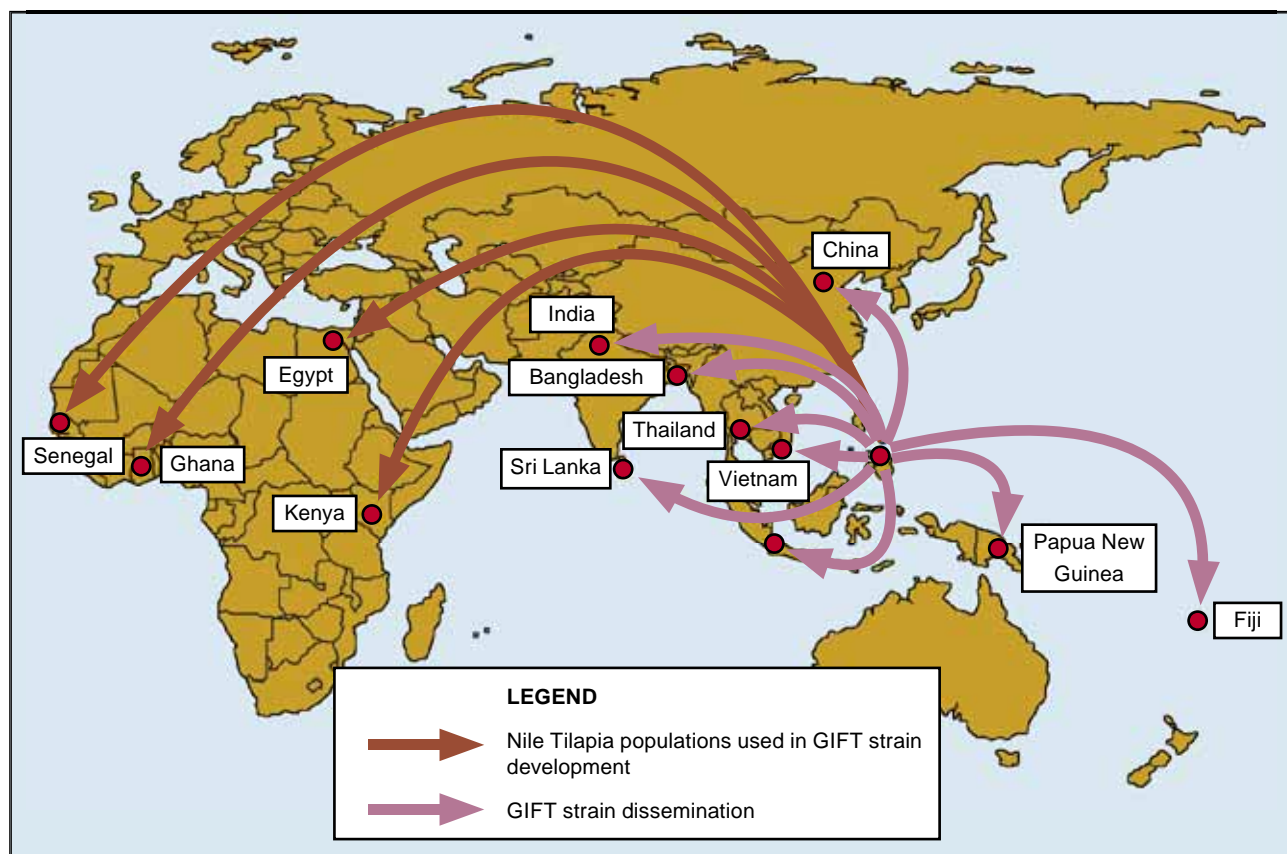 China
India
Bangladesh
Egypt
Thailand
Senegal
Ghana
Sri Lanka
Vietnam
Kenya
Papua New
Guinea
Fiji
LEGEND
Nile Tilapia populations used in GIFT strain
development
GIFT strain dissemination